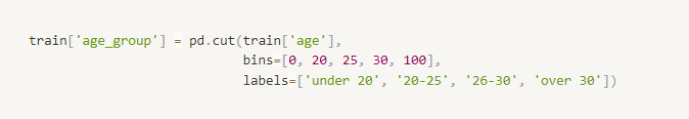 train['age_group'] = pd.cut(train['age'],
bins=[0, 20, 25, 30, 100],
labels=['under 20', '20-25', '26-30', 'over 30'])